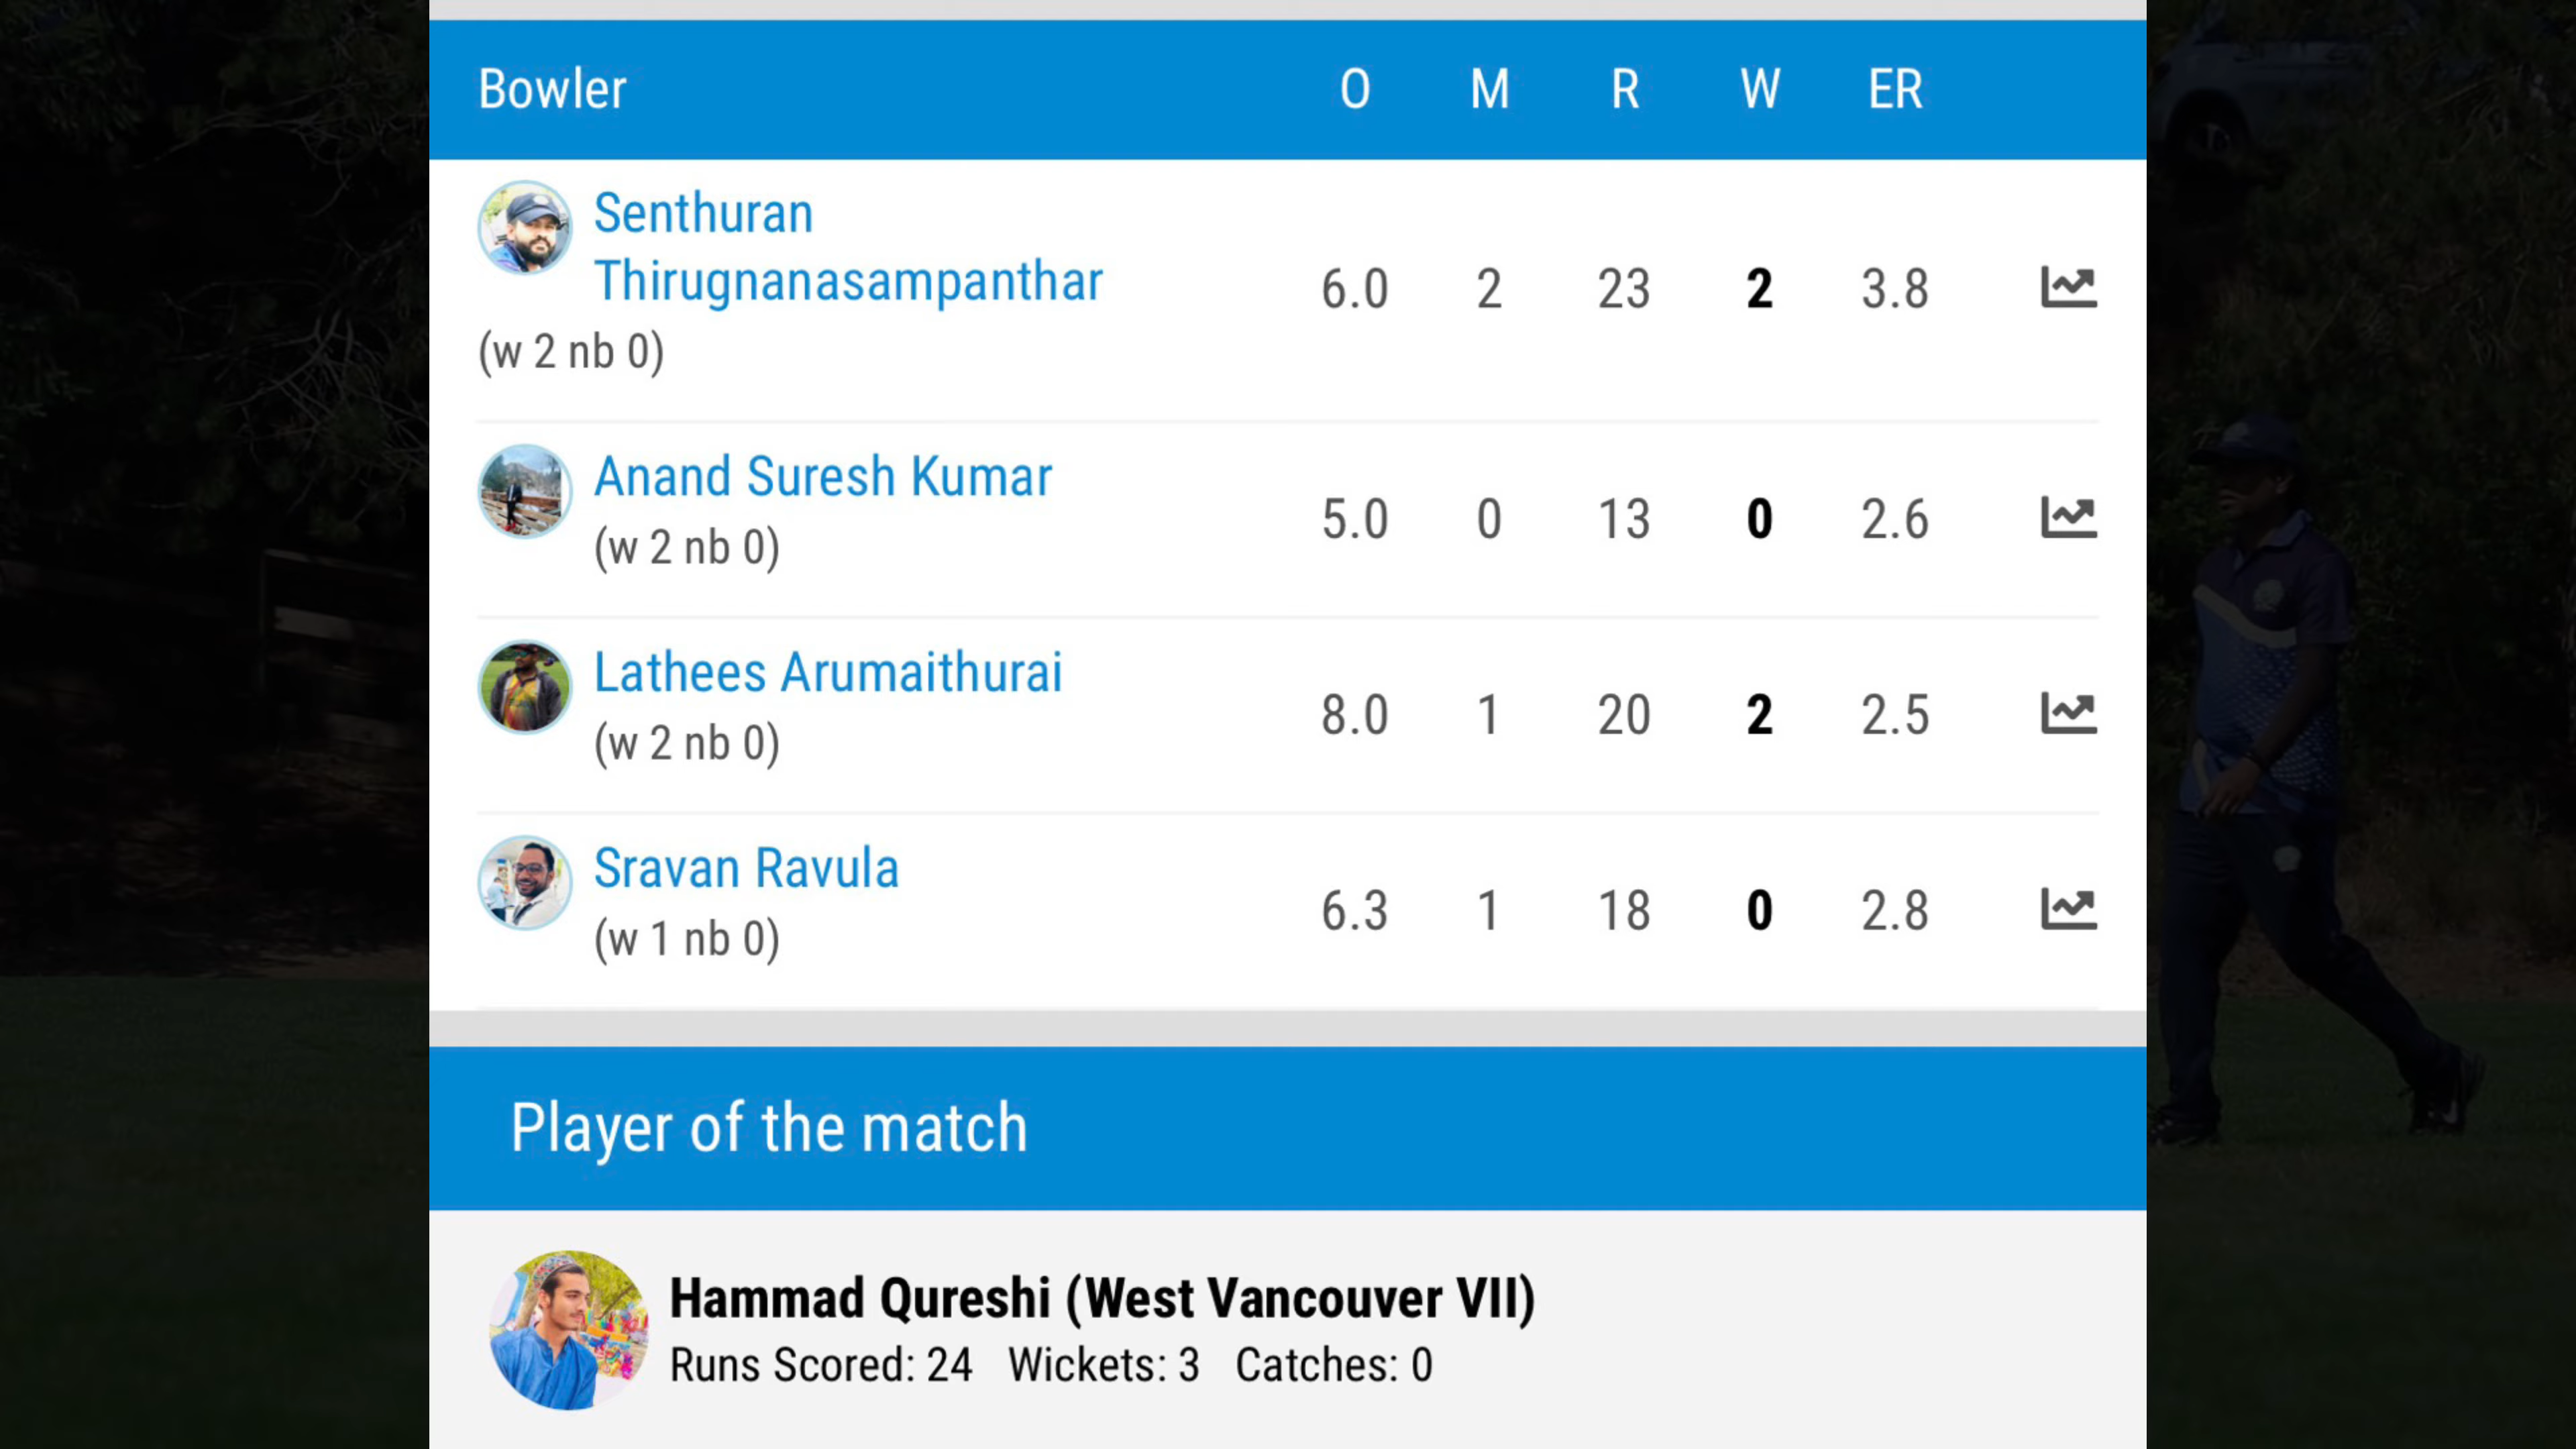 Bowler O M R W ER
Senthuran
Thirugnanasampanthar
6.0 2 23 2 3.8
(w 2 nb 0)
Anand Suresh Kumar
5.0 0 13 0 2.6
(w 2 nb 0)
Lathees Arumaithurai
8.0 1 20 2 2.5
(w 2 nb 0)
Sravan Ravula
6.3 1 18 0 2.8
(w 1 nb 0)
Player of the match
Hammad Qureshi (West Vancouver VII)
Runs Scored: 24 Wickets: 3 Catches: 0